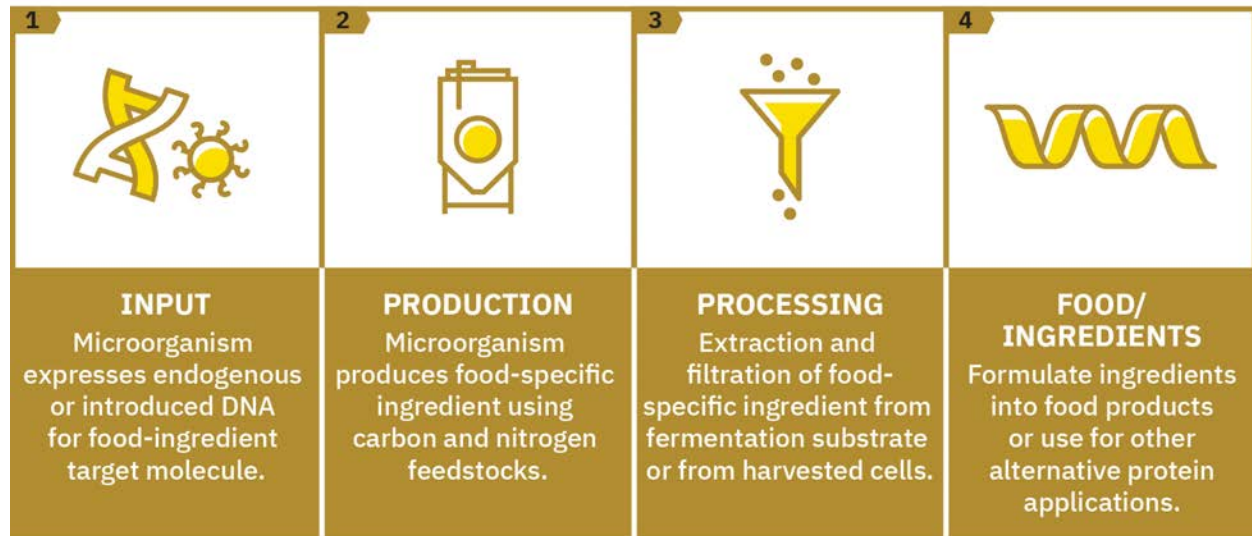 1
INPUT
Microorganism
expresses endogenous
or introduced DNA
for food-ingredient
target molecule.
2
PRODUCTION
Microorganism
produces food-specific
ingredient using
carbon and nitrogen
feedstocks.
3
PROCESSING
Extraction and
filtration of food-
specific ingredient from
fermentation substrate
or from harvested cells.
4
FOOD/
INGREDIENTS
Formulate ingredients
into food products
or use for other
alternative protein
applications.